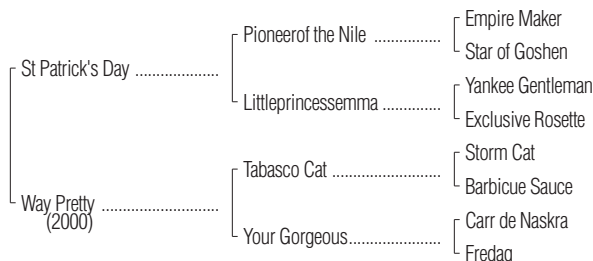 Empire Maker
Pioneerof the Nile ................
Star of Goshen
St Patrick's Day ....................
Yankee Gentleman
Littleprincessemma ..............
Exclusive Rosette
Storm Cat
Tabasco Cat ..........................
Barbicue Sauce
Way Pretty ............................
(2000)
Carr de Naskra
Your Gorgeous......................
Fredaq